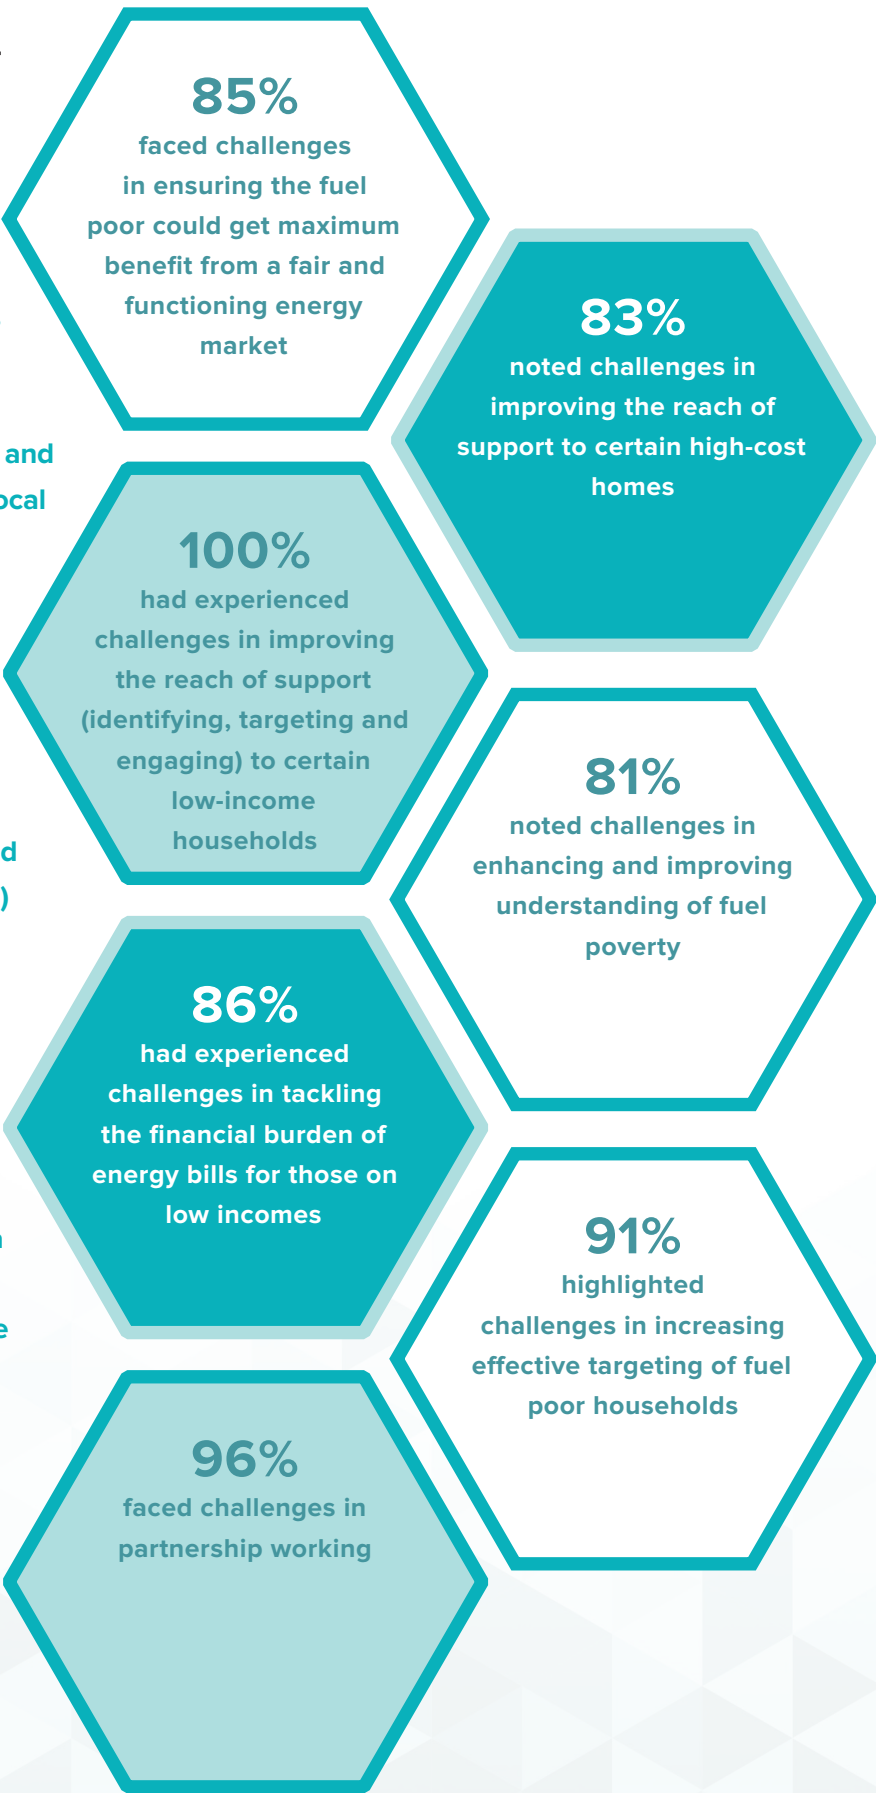 85%
faced challenges
in ensuring the fuel
poor could get maximum
benefit from a fair and
functioning energy
market
83%
noted challenges in
improving the reach of
support to certain high-cost
homes
and
100%
had experienced
challenges in improving
the reach of support
(identifying, targeting and
engaging) to certain
low-income
households
81%
noted challenges in
enhancing and improving
understanding of fuel
poverty
86%
had experienced
challenges in tackling
the financial burden of
energy bills for those on
low incomes
91%
highlighted
challenges in increasing
effective targeting of fuel
poor households
96%
faced challenges in
partnership working